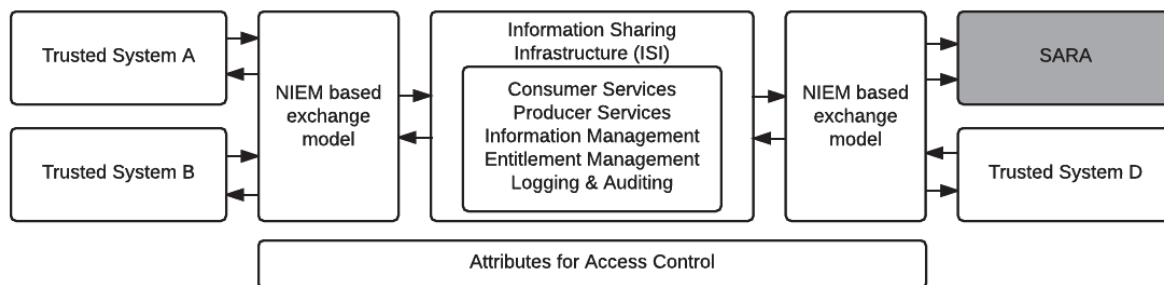 Trusted System A
Trusted System B
NIEM based
exchange
model
Information Sharing
Infrastructure (ISI)
Consumer Services
Producer Services
Information Management
Entitlement Management
Logging & Auditing
NIEM based
exchange
model
SARA
Trusted System D
Attributes for Access Control